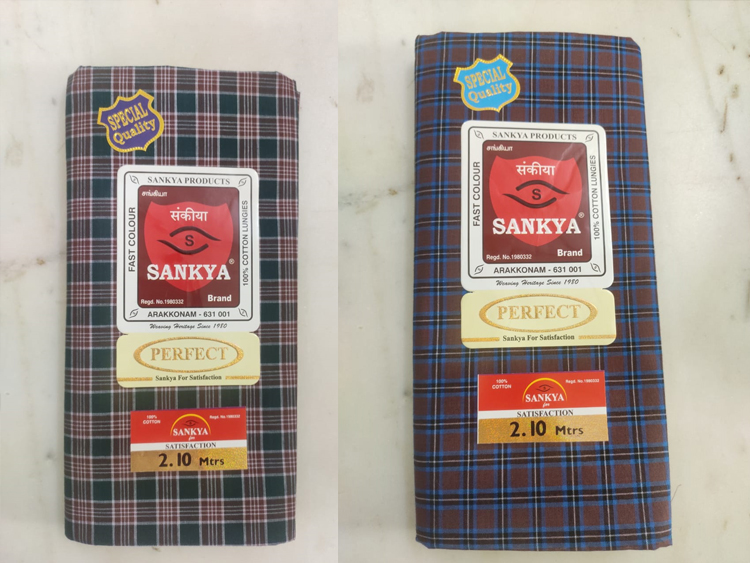 SPECIAL
Quality
SANKYA PRODUCTS
சங்கியா
संकीया
S
SANKYA®
Brand
Regd. No.1980332
FAST COLOUR
100% COTTON LUNGIES
ARAKKONAM - 631 001
Weaving Heritage Since 1980
PERFECT
Sankya For Satisfaction
100%
COTTON
Regd. No.1980332
SANKYA
for
SATISFACTION
2.10 Mtrs
SPECIAL
Quality
SANKYA PRODUCTS
சங்கியா
संकीया
S
SANKYA®
Brand
Regd. No.1980332
FAST COLOUR
100% COTTON LUNGIES
ARAKKONAM - 631 001
Weaving Heritage Since 1980
PERFECT
Sankya For Satisfaction
100%
COTTON
Regd. No.1980332
SANKYA
for
SATISFACTION
2.10 Mtrs